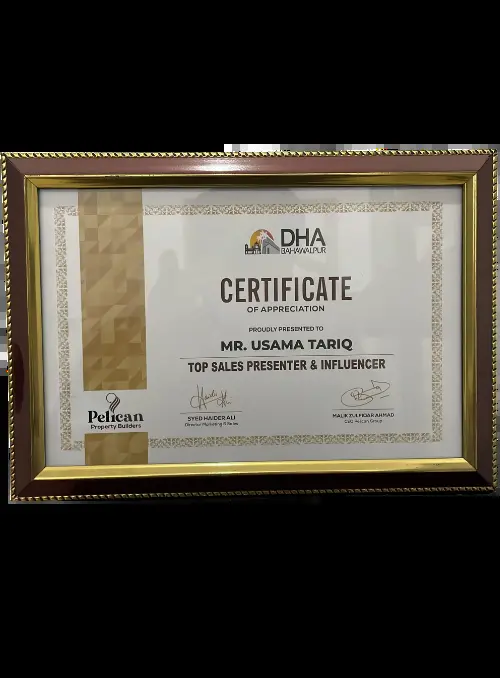 DHA
BAHAWALPUR
CERTIFICATE
OF APPRECIATION
PROUDLY PRESENTED TO
MR. USAMA TARIQ
TOP SALES PRESENTER & INFLUENCER
Pelican
Property Builders
SYED HAIDER ALI
Director Marketing & Sales
MALIK ZULFIQAR AHMAD
CEO Pelican Group